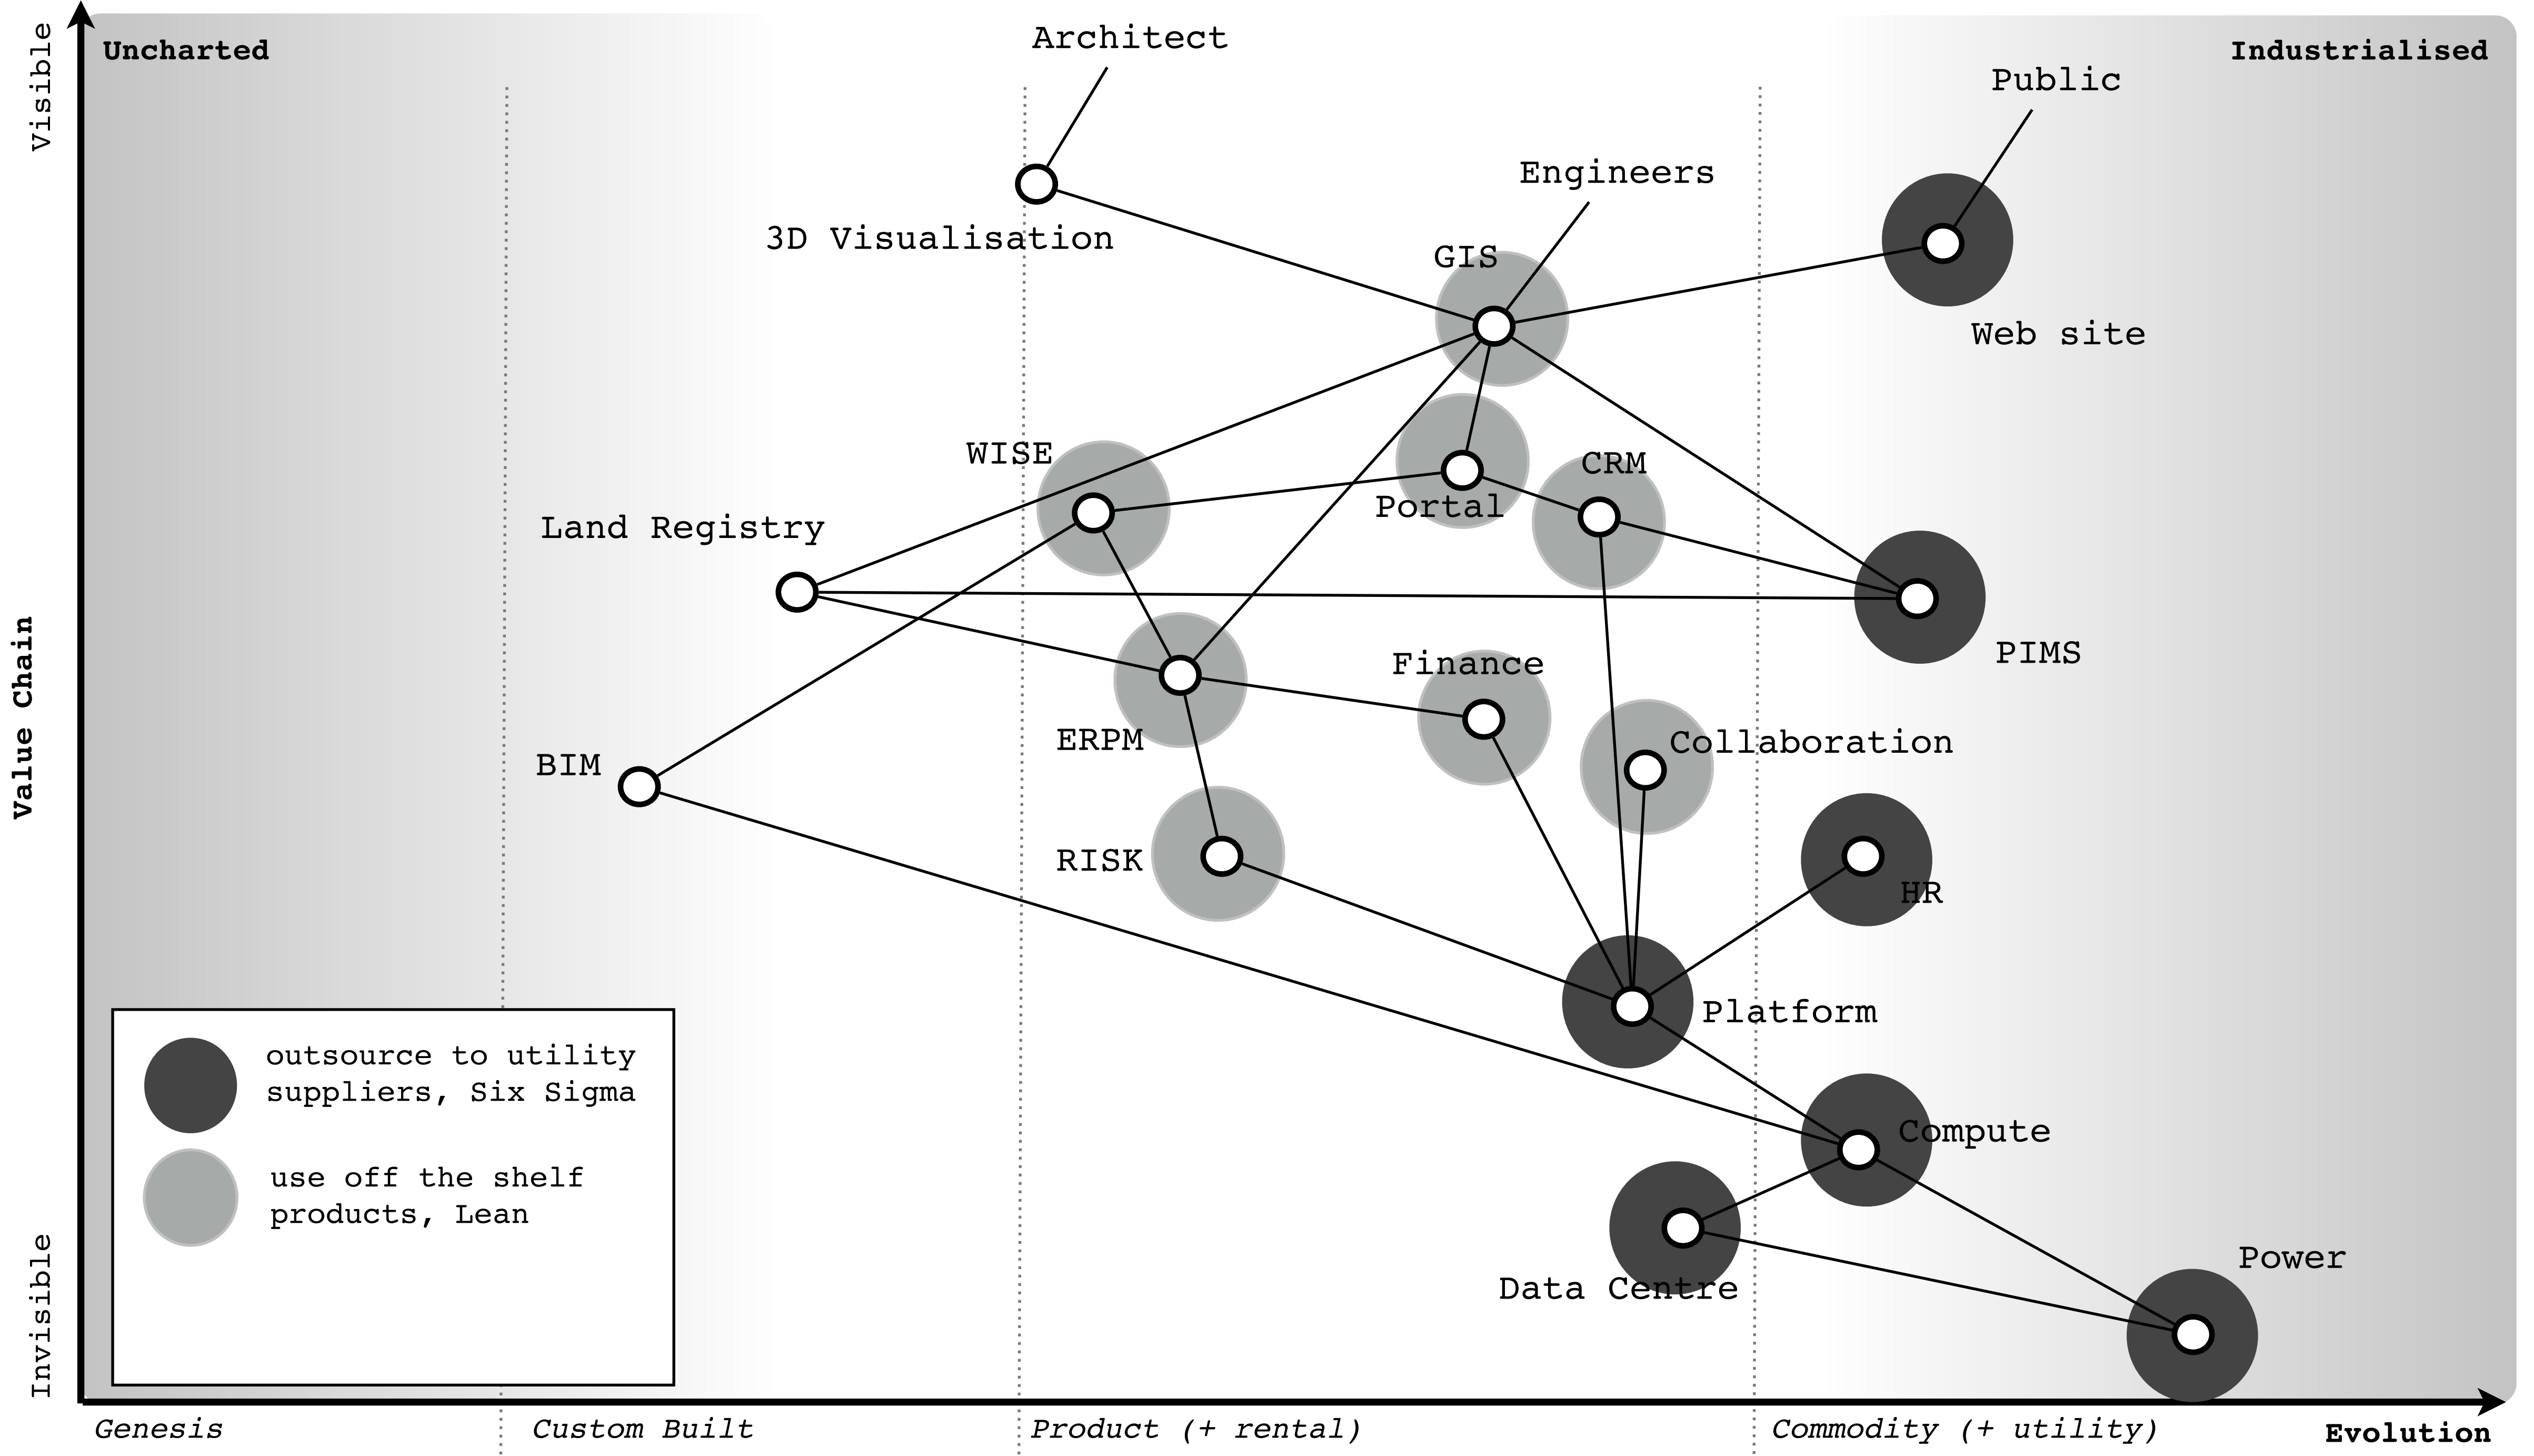 Architect
Visible
Uncharted
Industrialised
Public
Engineers
3D Visualisation
GIS
Web site
WISE
CRM
Portal
Land Registry
PIMS
Finance
Value Chain
ERPM
Collaboration
BIM
RISK
HR
Platform
outsource to utility
suppliers, Six Sigma
Compute
use off the shelf
products, Lean
Data Centre
Power
Invisible
Genesis
Custom Built
Product (+ rental)
Commodity (+ utility)
Evolution